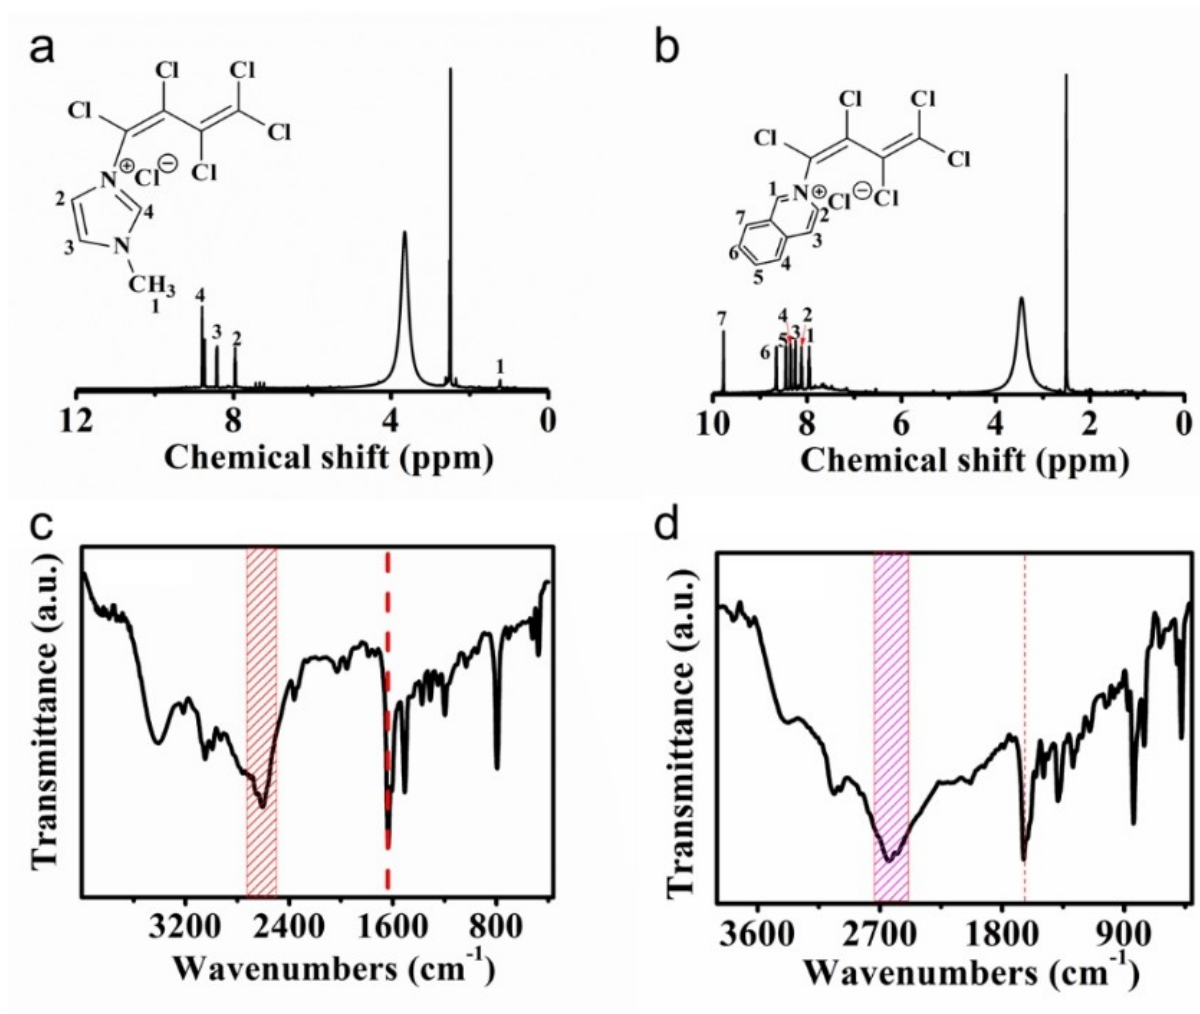 a
Cl Cl
Cl Cl
Cl
N ⊕ Cl ⊖
2 4
3 N
CH3
1
4 3 2 1
12 8 4 0
Chemical shift (ppm)
b
Cl Cl
Cl Cl
1 N ⊕ Cl ⊖ Cl
7 2
6 3
5 4
7 6 5 4 3 2 1
10 8 6 4 2 0
Chemical shift (ppm)
c
Transmittance (a.u.)
3200 2400 1600 800
Wavenumbers (cm-1)
d
Transmittance (a.u.)
3600 2700 1800 900
Wavenumbers (cm-1)